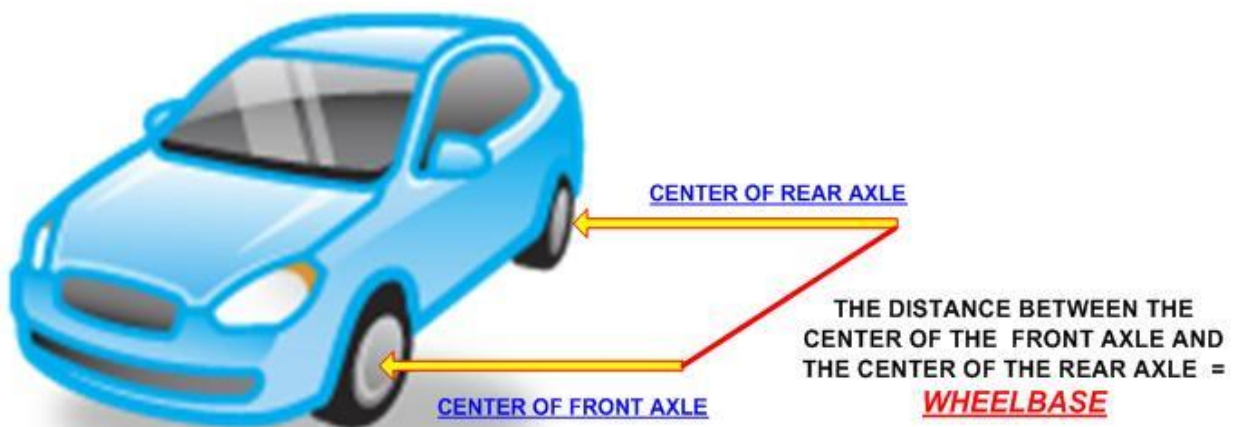 CENTER OF REAR AXLE
THE DISTANCE BETWEEN THE
CENTER OF THE FRONT AXLE AND
THE CENTER OF THE REAR AXLE =
WHEELBASE
CENTER OF FRONT AXLE